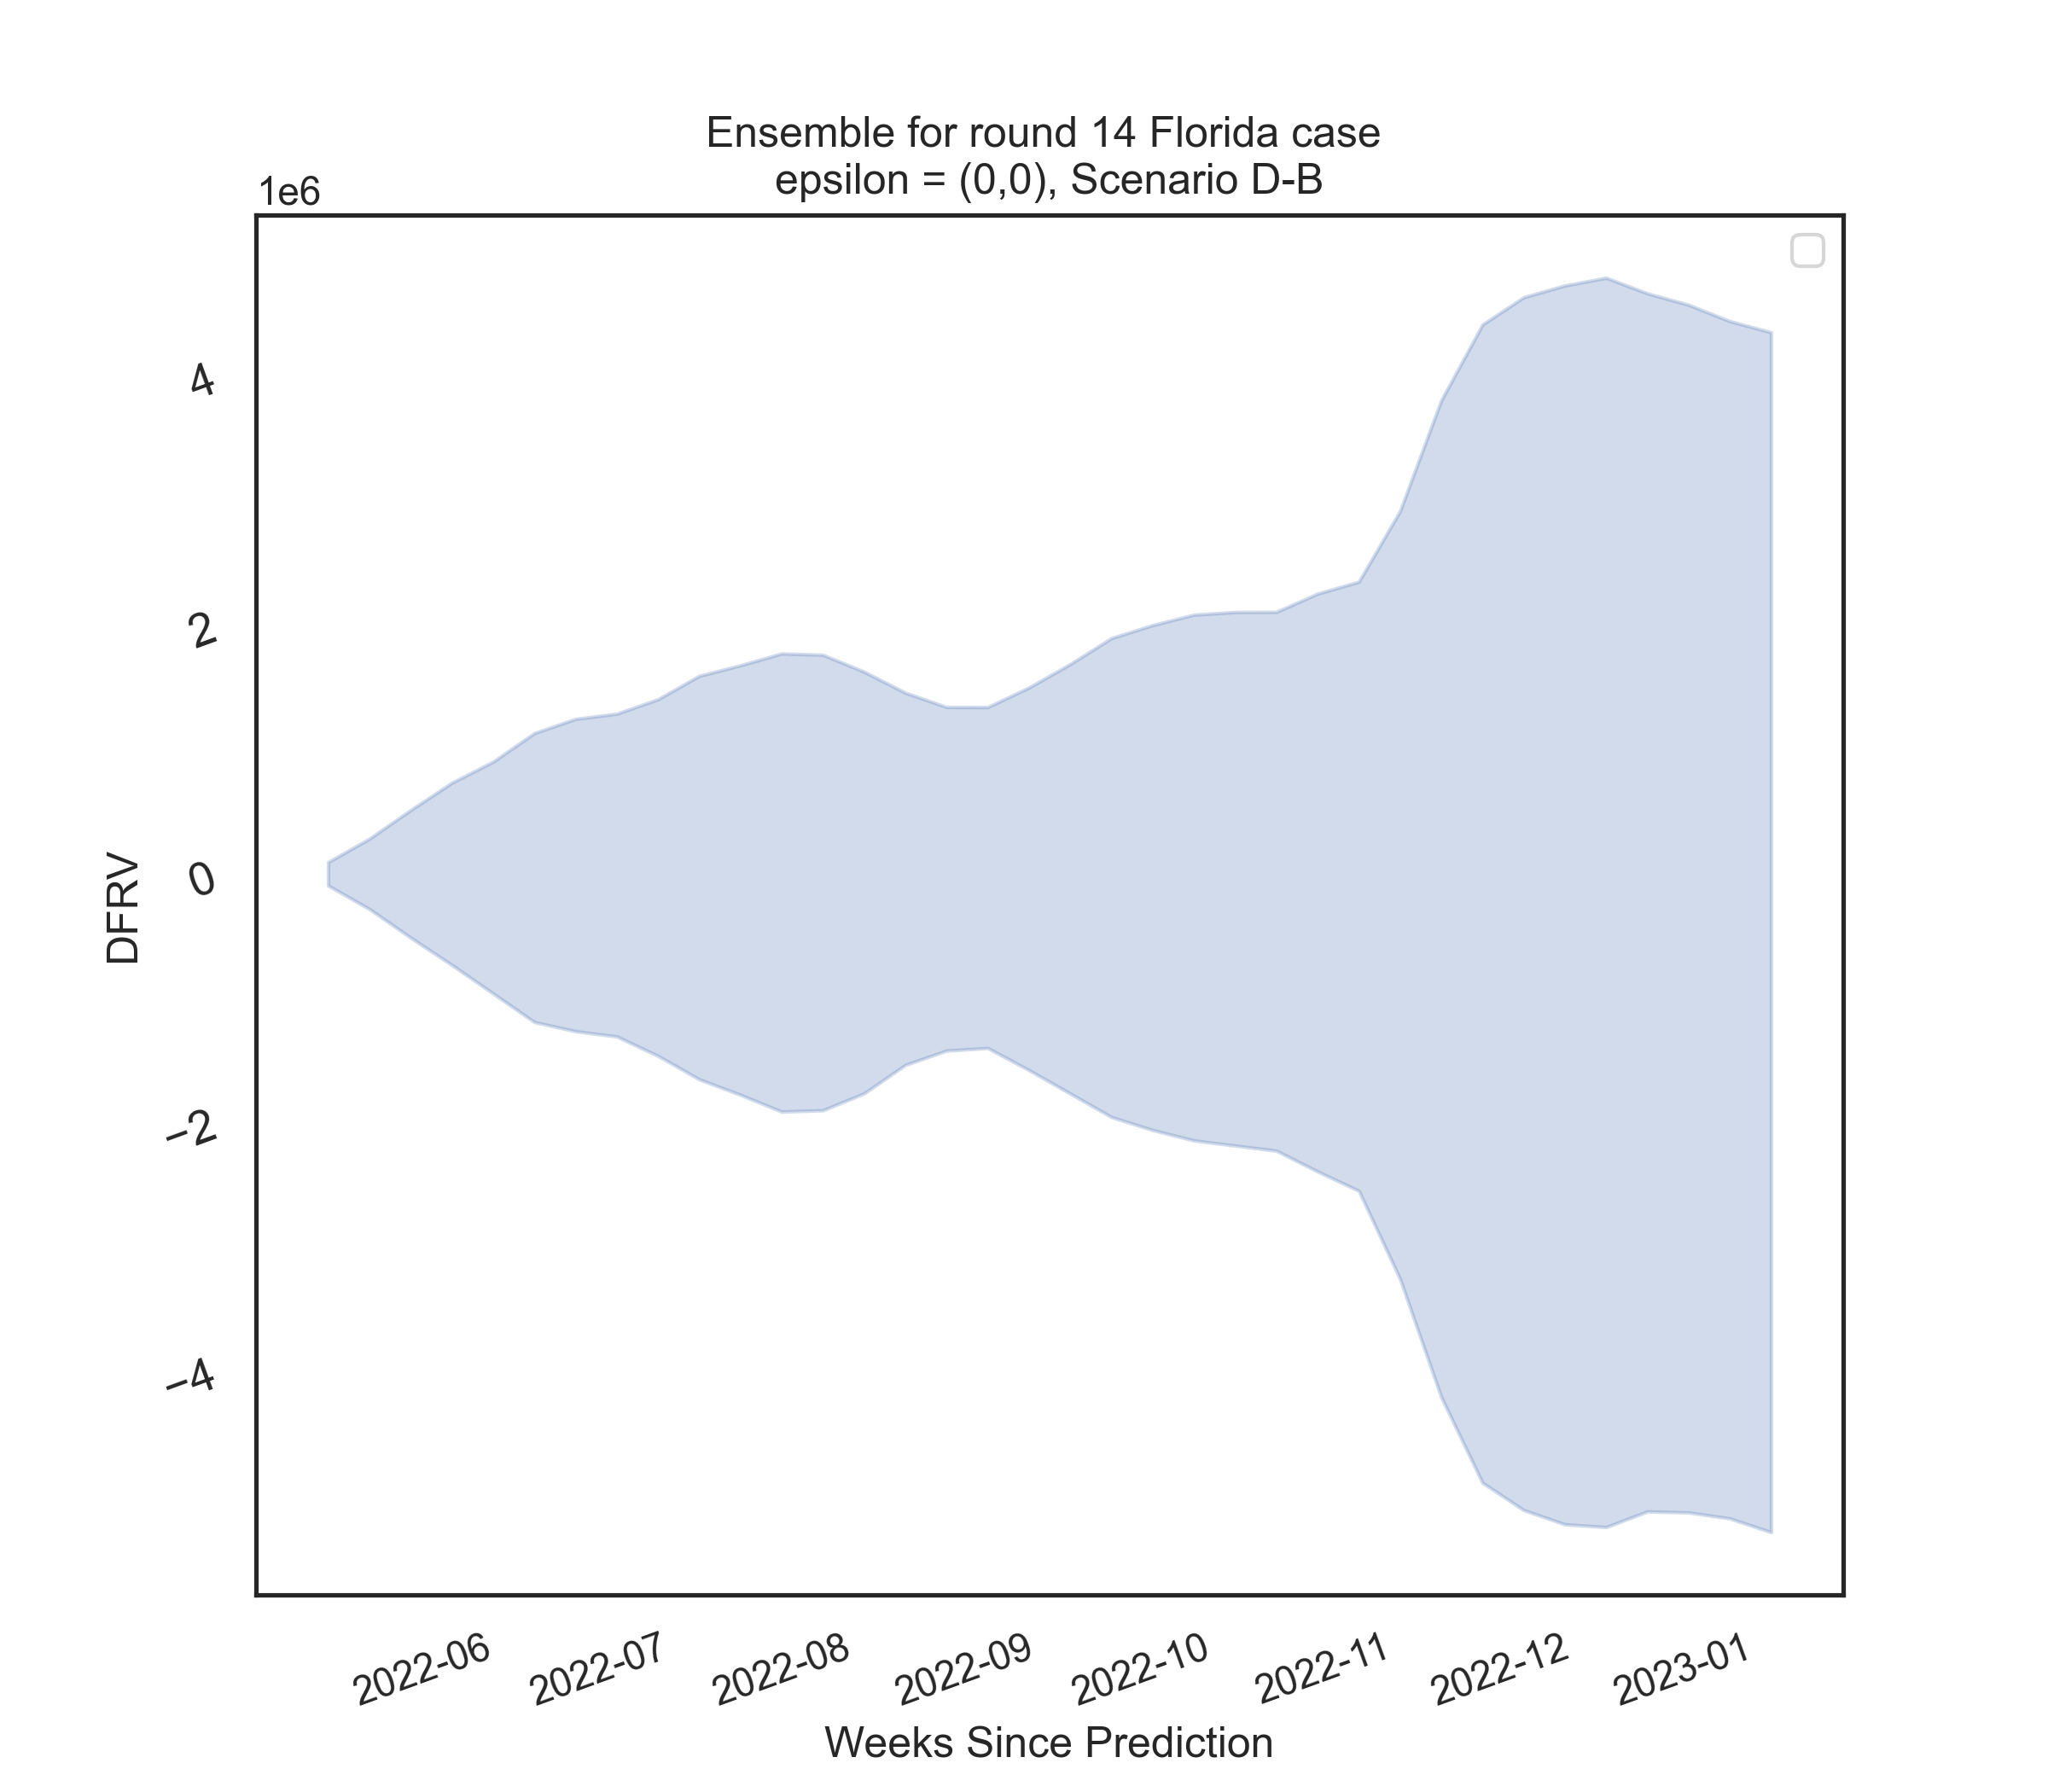 Ensemble for round 14 Florida case
epsilon = (0,0), Scenario D-B
1e6
4
2
0
−2
−4
DFRV
2022-06
2022-07
2022-08
2022-09
2022-10
2022-11
2022-12
2023-01
Weeks Since Prediction